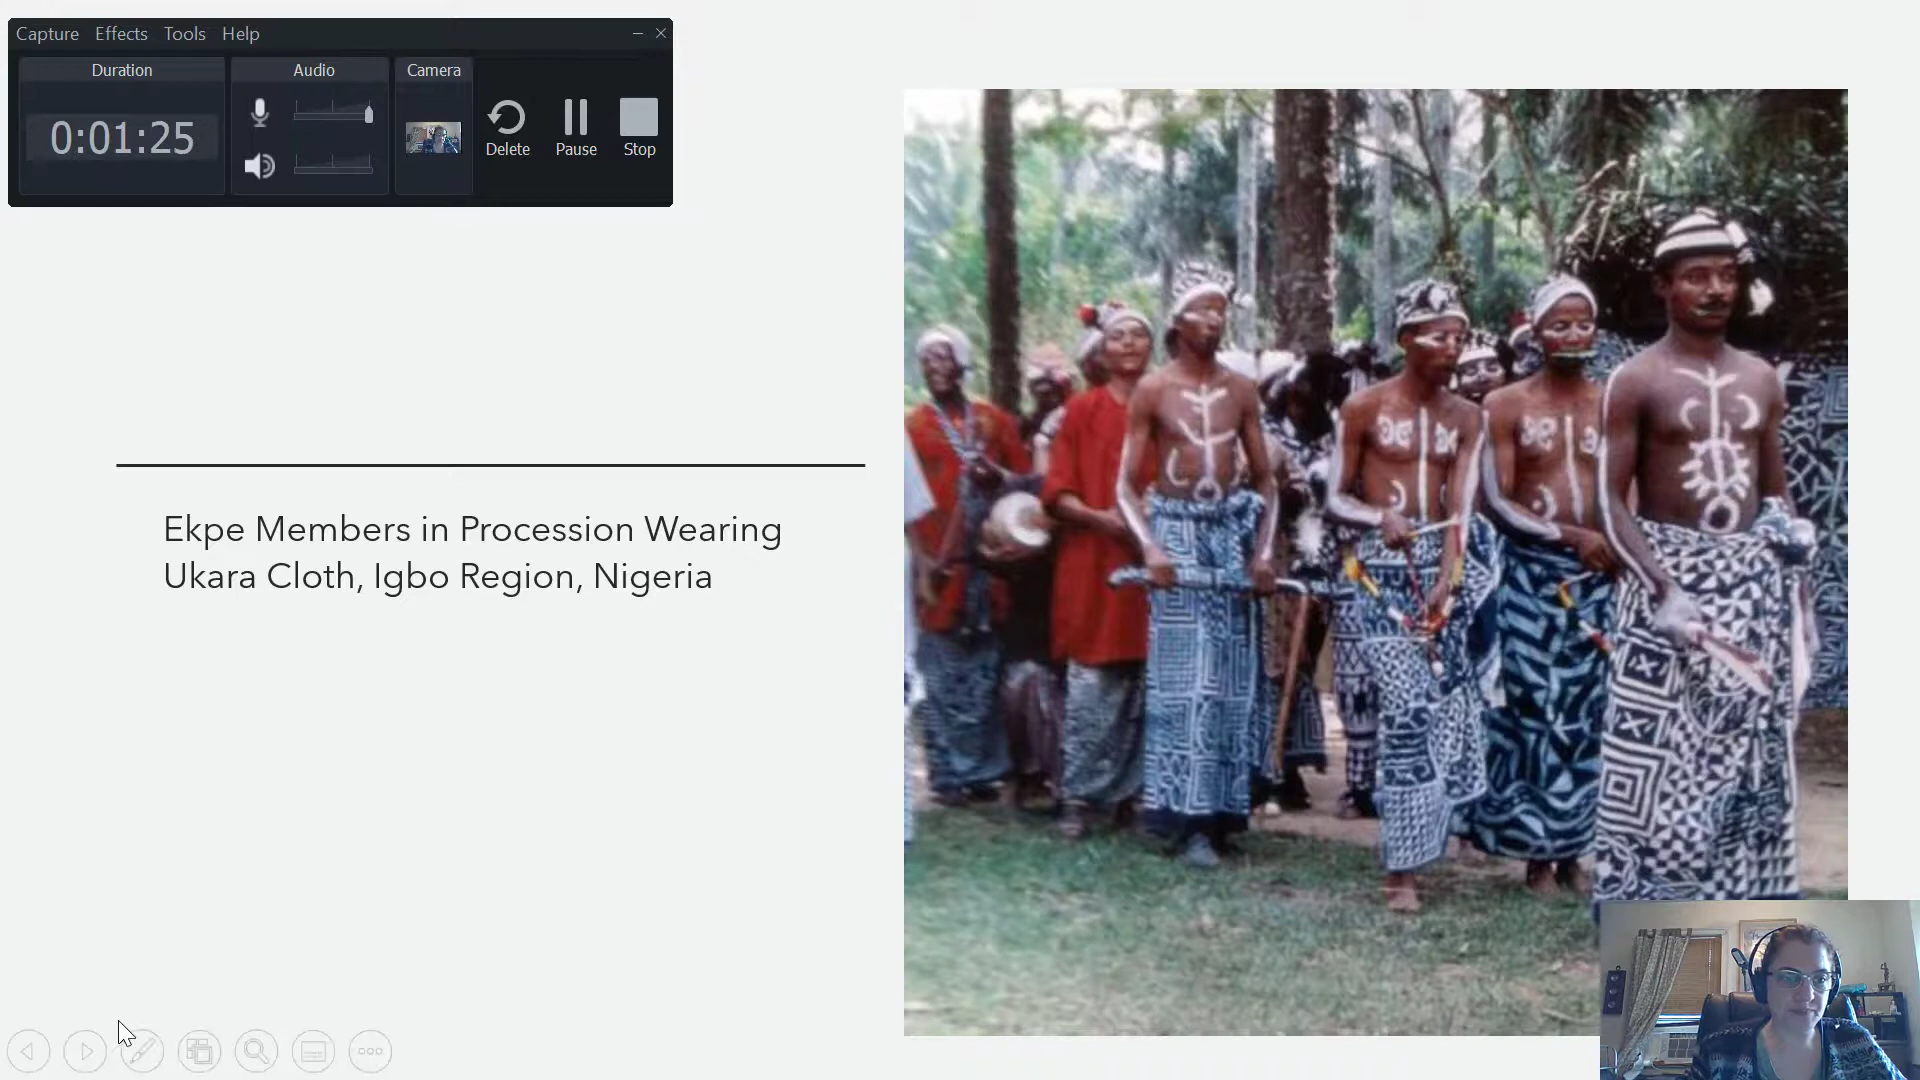 Capture Effects Tools Help
Duration Audio Camera
0:01:25
Delete Pause Stop
Ekpe Members in Procession Wearing
Ukara Cloth, Igbo Region, Nigeria